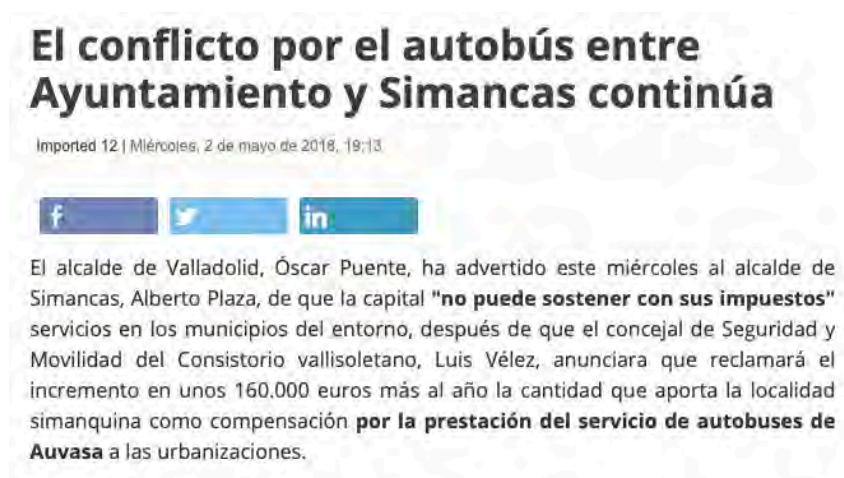 El conflicto por el autobús entre
Ayuntamiento y Simancas continúa
Imported 12 | Miércoles, 2 de mayo de 2018, 19:13
f
in
El alcalde de Valladolid, Óscar Puente, ha advertido este miércoles al alcalde de
Simancas, Alberto Plaza, de que la capital "no puede sostener con sus impuestos"
servicios en los municipios del entorno, después de que el concejal de Seguridad y
Movilidad del Consistorio vallisoletano, Luis Vélez, anunciara que reclamará el
incremento en unos 160.000 euros más al año la cantidad que aporta la localidad
simanquina como compensación por la prestación del servicio de autobuses de
Auvasa a las urbanizaciones.